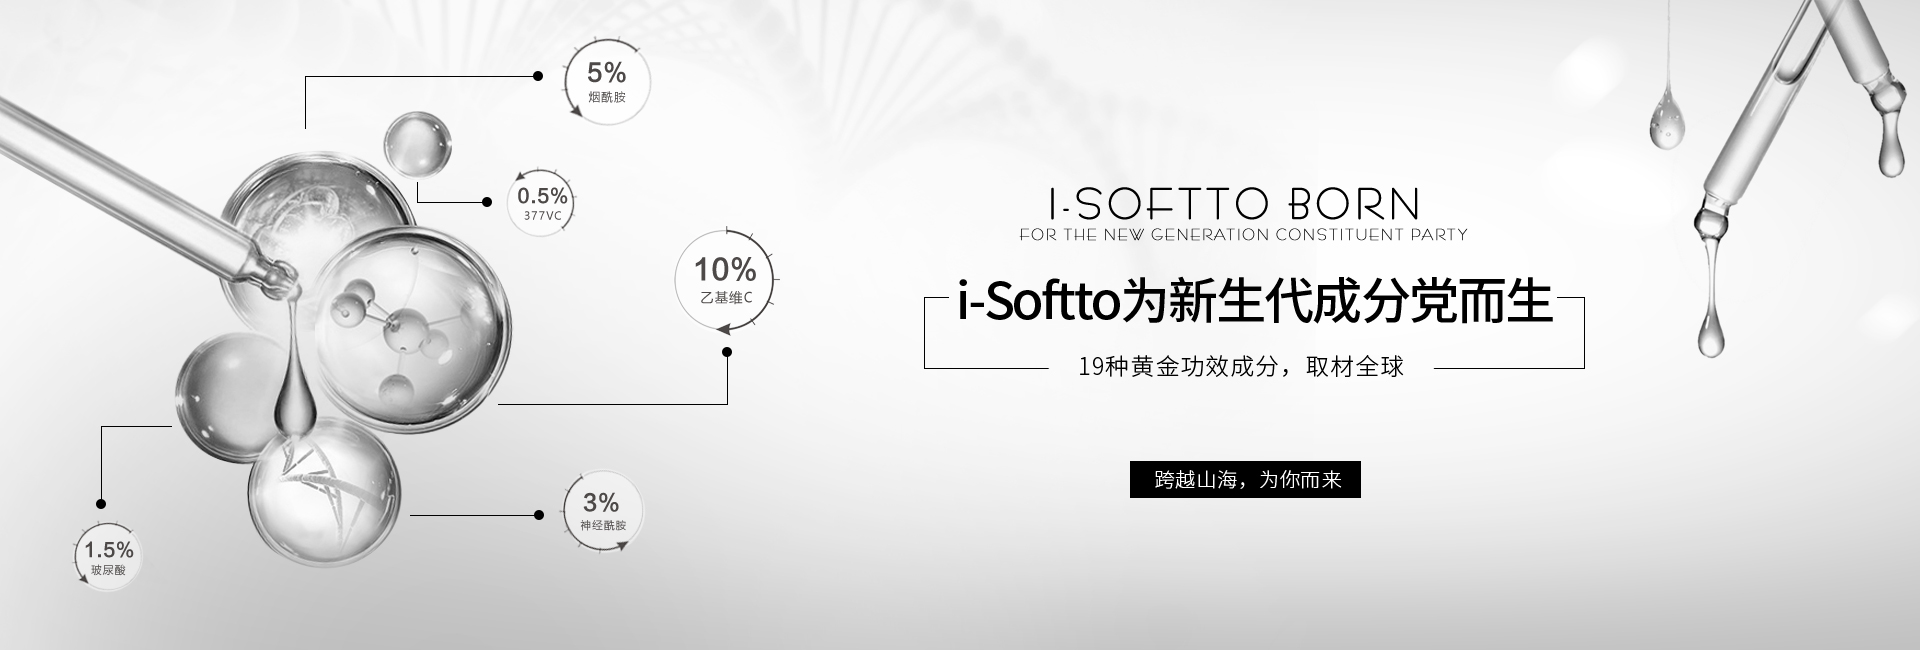 5%
烟酰胺
0.5%
377VC
10%
乙基维C
1.5%
玻尿酸
3%
神经酰胺
I-SOFTTO BORN
FOR THE NEW GENERATION CONSTITUENT PARTY
i-Softto为新生代成分党而生
19种黄金功效成分，取材全球
跨越山海，为你而来